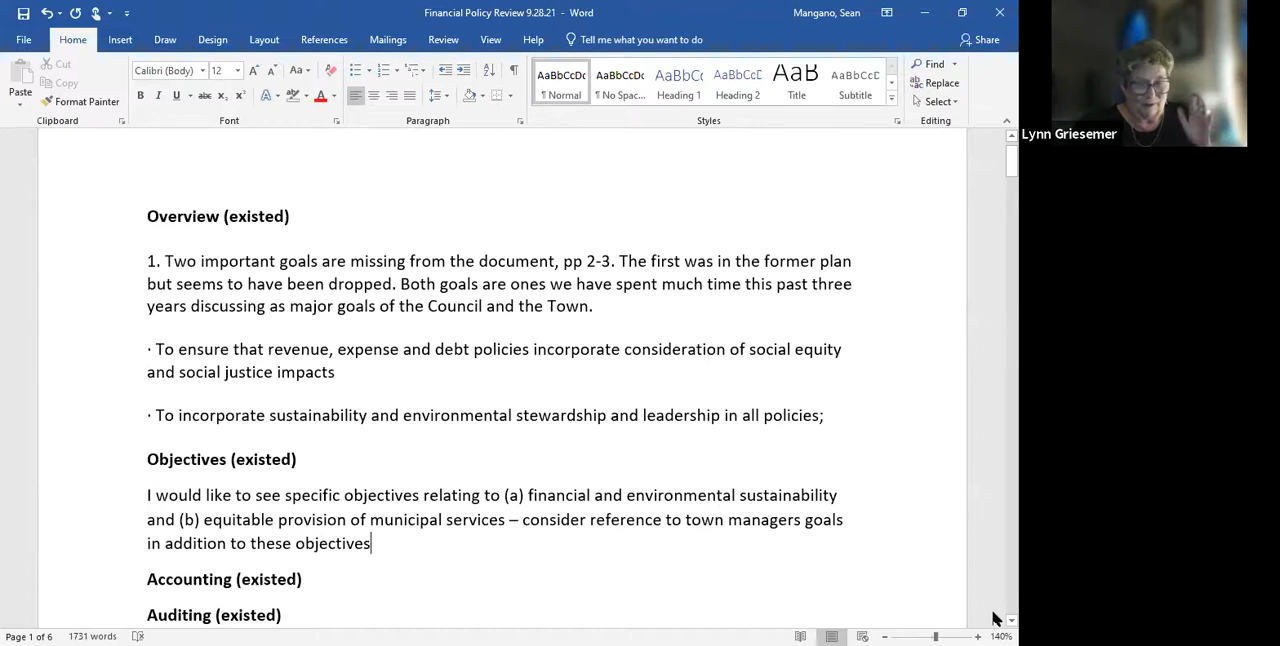 Financial Policy Review 9.28.21 - Word
Mangano, Sean
File Home Insert Draw Design Layout References Mailings Review View Help Tell me what you want to do Share
Cut
Copy
Paste
Format Painter
Clipboard
Calibri (Body) 12
Aa
B I U abc x₂ x² A A
Font
Paragraph
AaBbCcDc AaBbCcDc AaBbC( AaBbCcD AaB AaBbCcD
¶ Normal ¶ No Spac... Heading 1 Heading 2 Title Subtitle
Styles
Find
Replace
Select
Editing
Lynn Griesemer
Overview (existed)
1. Two important goals are missing from the document, pp 2-3. The first was in the former plan
but seems to have been dropped. Both goals are ones we have spent much time this past three
years discussing as major goals of the Council and the Town.
· To ensure that revenue, expense and debt policies incorporate consideration of social equity
and social justice impacts
· To incorporate sustainability and environmental stewardship and leadership in all policies;
Objectives (existed)
I would like to see specific objectives relating to (a) financial and environmental sustainability
and (b) equitable provision of municipal services – consider reference to town managers goals
in addition to these objectives
Accounting (existed)
Auditing (existed)
Page 1 of 6 1731 words
140%